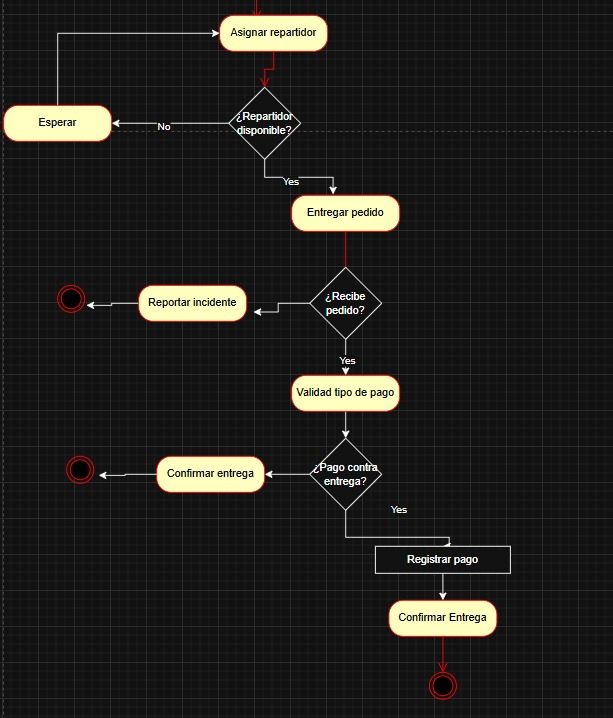 Asignar repartidor
¿Repartidor
disponible?
Esperar
No
Yes
Entregar pedido
¿Recibe
pedido?
Reportar incidente
Yes
Validad tipo de pago
¿Pago contra
entrega?
Confirmar entrega
Yes
Registrar pago
Confirmar Entrega